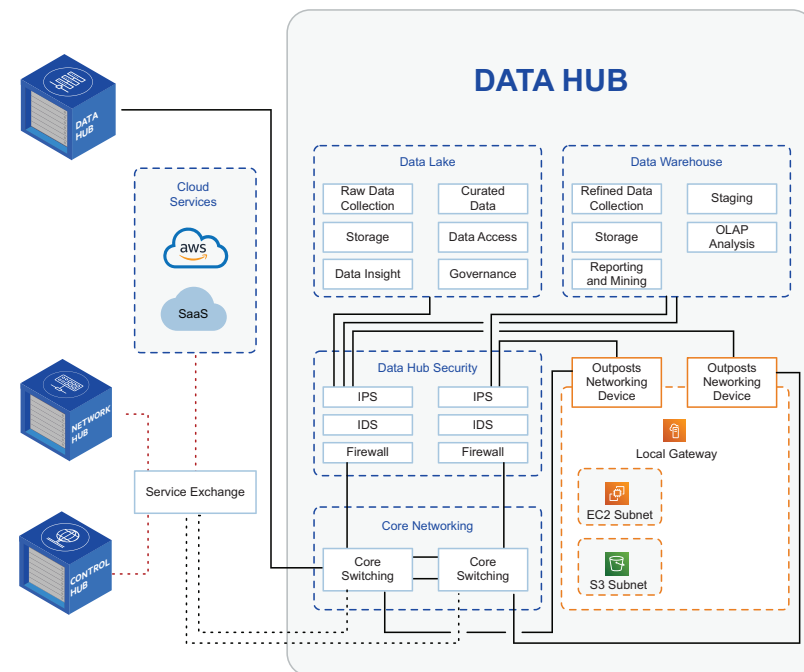 DATA HUB
DATA
HUB
Cloud
Services
aws
SaaS
NETWORK
HUB
Service Exchange
CONTROL
HUB
Data Lake
Raw Data
Collection
Curated
Data
Storage
Data Access
Data Insight
Governance
Data Warehouse
Refined Data
Collection
Staging
Storage
OLAP
Analysis
Reporting
and Mining
Data Hub Security
IPS
IPS
IDS
IDS
Firewall
Firewall
Core Networking
Core
Switching
Core
Switching
Outposts
Networking
Device
Outposts
Neworking
Device
Local Gateway
EC2 Subnet
S3 Subnet